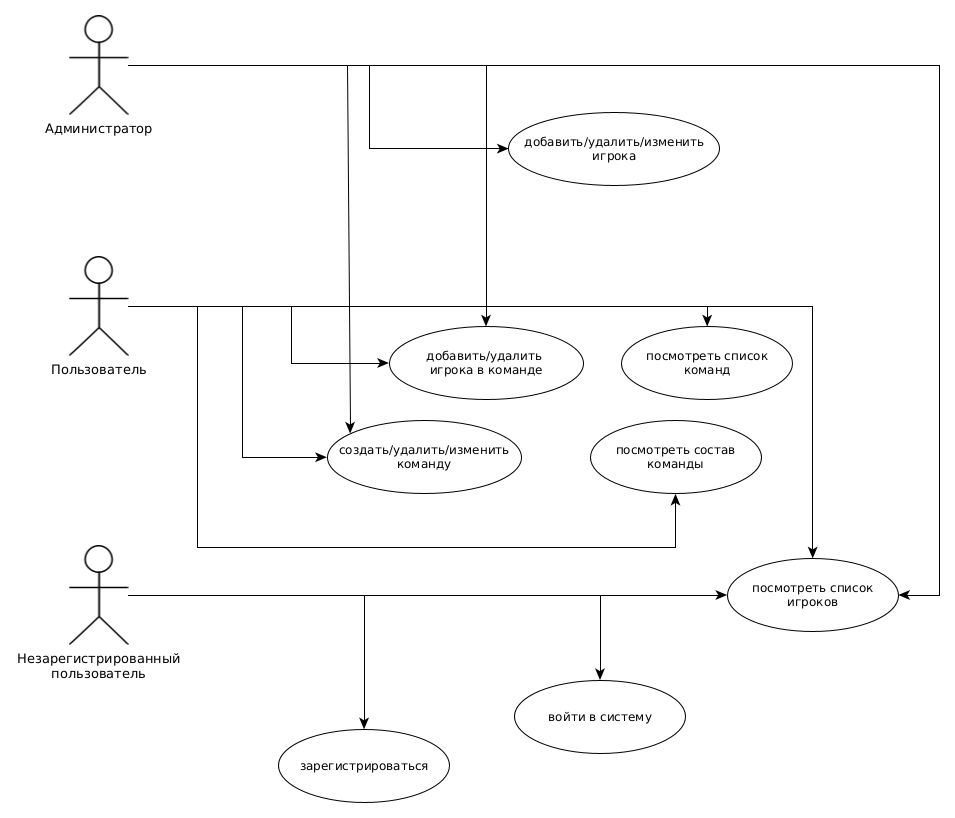 Администратор
добавить/удалить/изменить
игрока
Пользователь
добавить/удалить
игрока в команде
посмотреть список
команд
создать/удалить/изменить
команду
посмотреть состав
команды
посмотреть список
игроков
Незарегистрированный
пользователь
войти в систему
зарегистрироваться